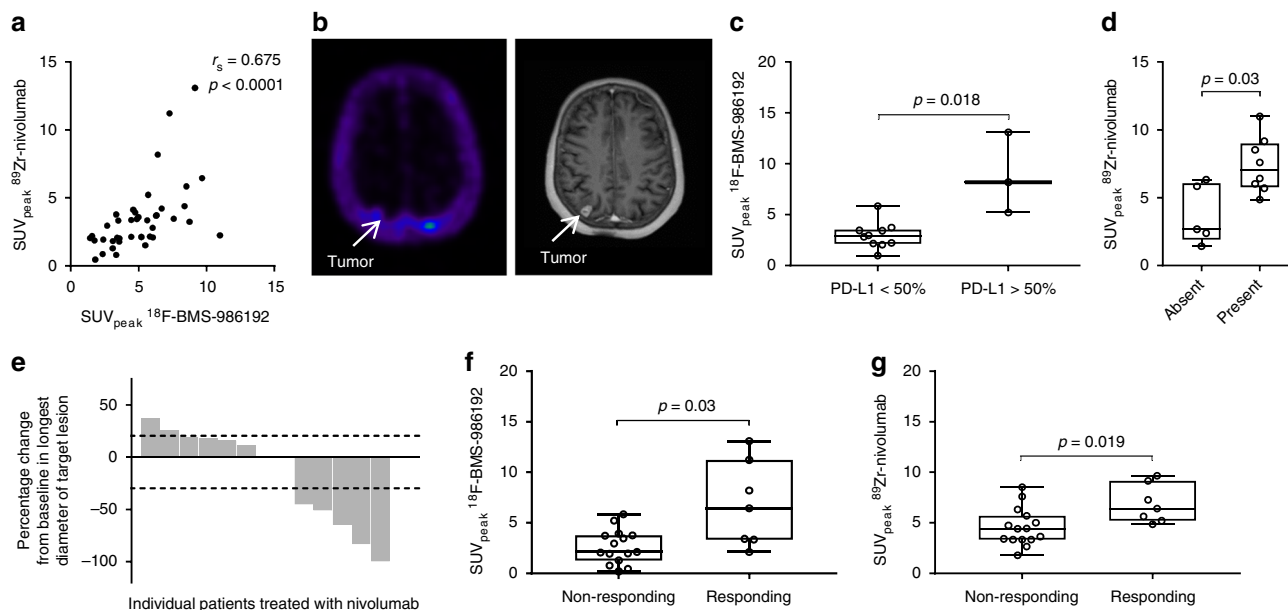 a
15
10
5
0
0
5
10
15
SUVpeak 89Zr-nivolumab
SUVpeak 18F-BMS-986192
rs = 0.675
p < 0.0001
b
Tumor
Tumor
c
20
15
10
5
0
SUVpeak 18F-BMS-986192
p = 0.018
PD-L1 < 50%
PD-L1 > 50%
d
15
10
5
0
SUVpeak 89Zr-nivolumab
p = 0.03
Absent
Present
e
50
0
−50
−100
Percentage change
from baseline in longest
diameter of target lesion
Individual patients treated with nivolumab
f
20
15
10
5
0
SUVpeak 18F-BMS-986192
p = 0.03
Non-responding
Responding
g
20
15
10
5
0
SUVpeak 89Zr-nivolumab
p = 0.019
Non-responding
Responding